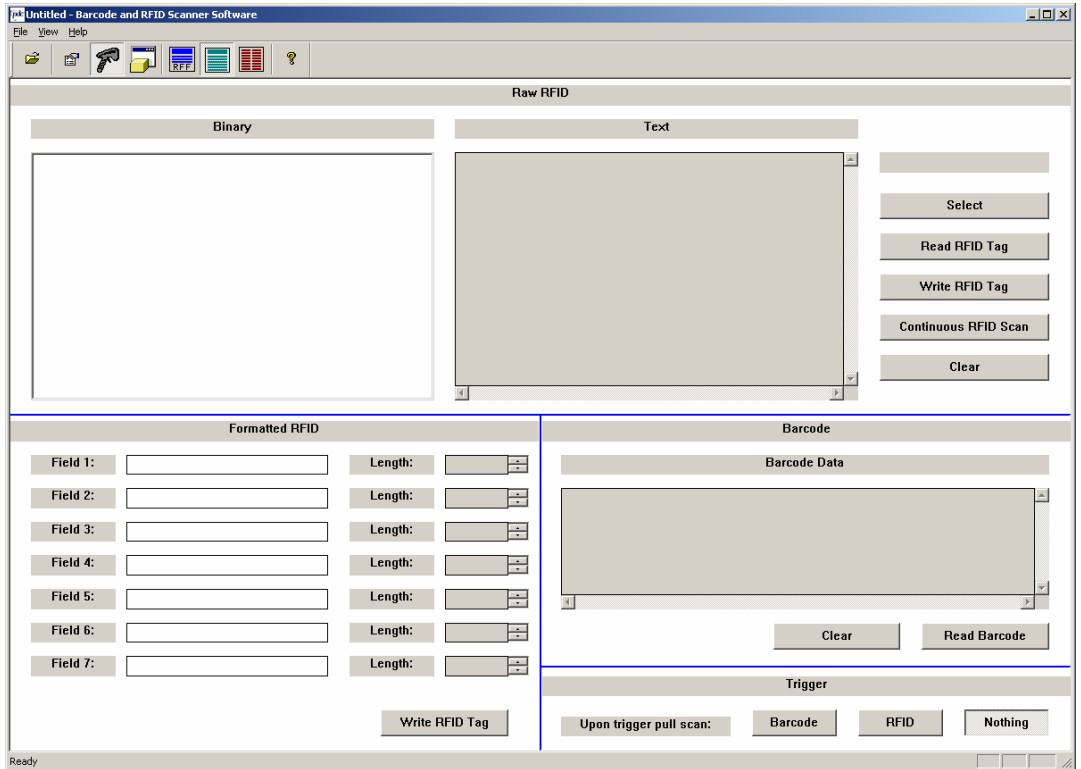 Untitled - Barcode and RFID Scanner Software
File View Help
RFF
Raw RFID
Binary Text
Select
Read RFID Tag
Write RFID Tag
Continuous RFID Scan
Clear
Formatted RFID
Field 1: Length:
Field 2: Length:
Field 3: Length:
Field 4: Length:
Field 5: Length:
Field 6: Length:
Field 7: Length:
Write RFID Tag
Barcode
Barcode Data
Clear Read Barcode
Trigger
Upon trigger pull scan: Barcode RFID Nothing
Ready